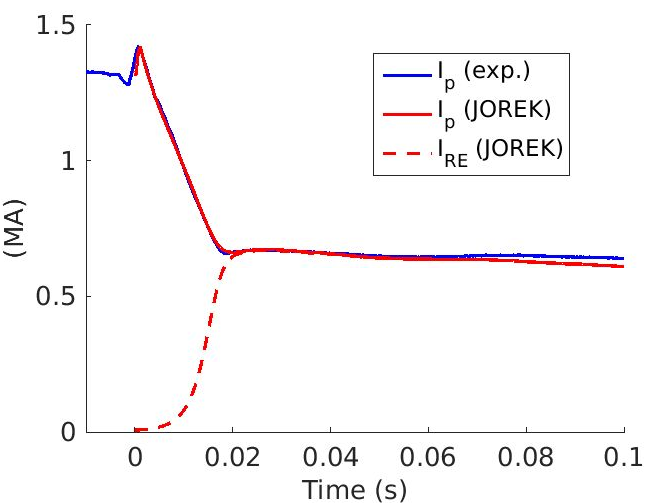 1.5
1
0.5
0
(MA)
I_p (exp.)
I_p (JOREK)
I_RE (JOREK)
0 0.02 0.04 0.06 0.08 0.1
Time (s)